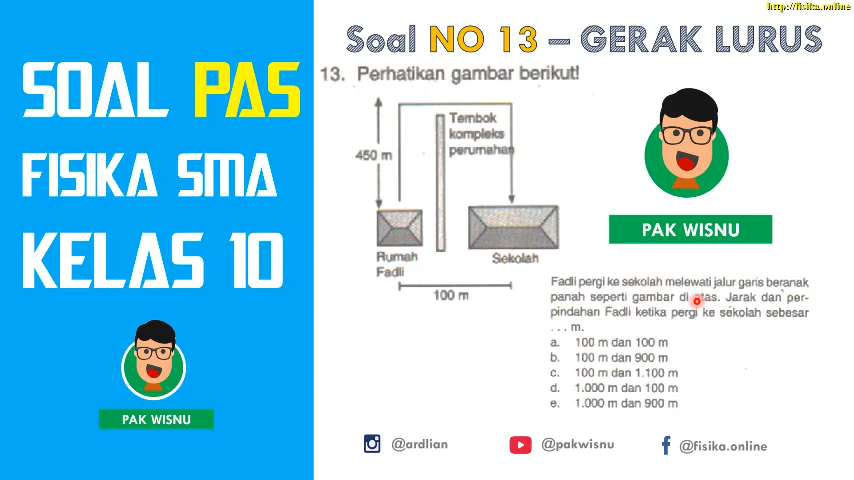 http://fisika.online
SOAL PAS
FISIKA SMA
KELAS 10
PAK WISNU
Soal NO 13 – GERAK LURUS
13. Perhatikan gambar berikut!
450 m
Tembok
kompleks
perumahan
Rumah
Fadli
Sekolah
100 m
PAK WISNU
Fadli pergi ke sekolah melewati jalur garis beranak
panah seperti gambar di atas. Jarak dan per-
pindahan Fadli ketika pergi ke sekolah sebesar
. . . m.
a. 100 m dan 100 m
b. 100 m dan 900 m
c. 100 m dan 1.100 m
d. 1.000 m dan 100 m
e. 1.000 m dan 900 m
@ardlian
@pakwisnu
@fisika.online